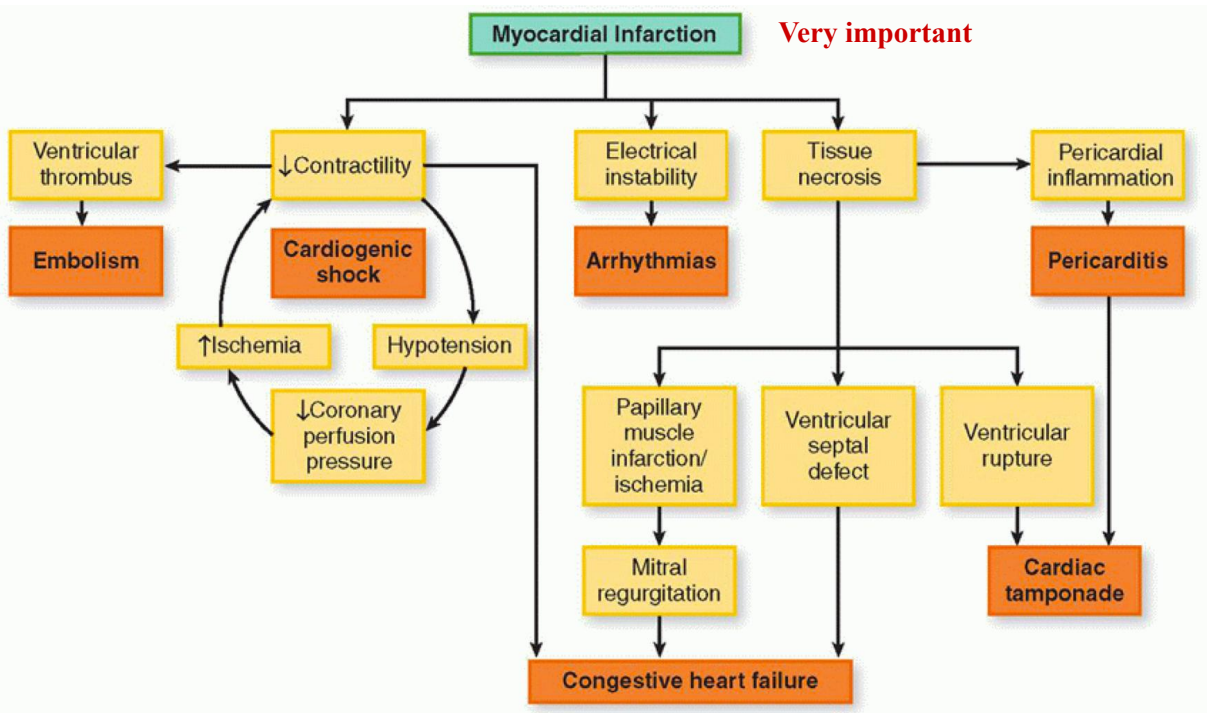 Myocardial Infarction
Very important
Ventricular
thrombus
↓Contractility
Electrical
instability
Tissue
necrosis
Pericardial
inflammation
Embolism
Cardiogenic
shock
Arrhythmias
Pericarditis
↑Ischemia
Hypotension
↓Coronary
perfusion
pressure
Papillary
muscle
infarction/
ischemia
Ventricular
septal
defect
Ventricular
rupture
Mitral
regurgitation
Cardiac
tamponade
Congestive heart failure